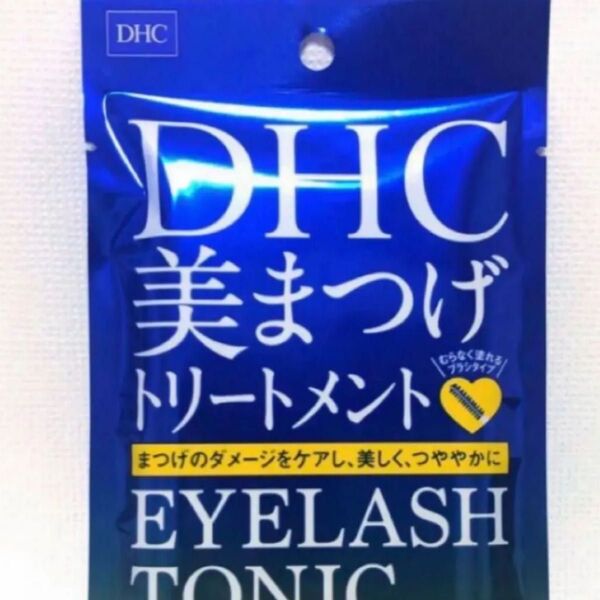 DHC
DHC
美まつげ
むらなく塗れる
ブラシタイプ
トリートメント
まつげのダメージをケアし、美しく、つややかに
EYELASH
TONIC